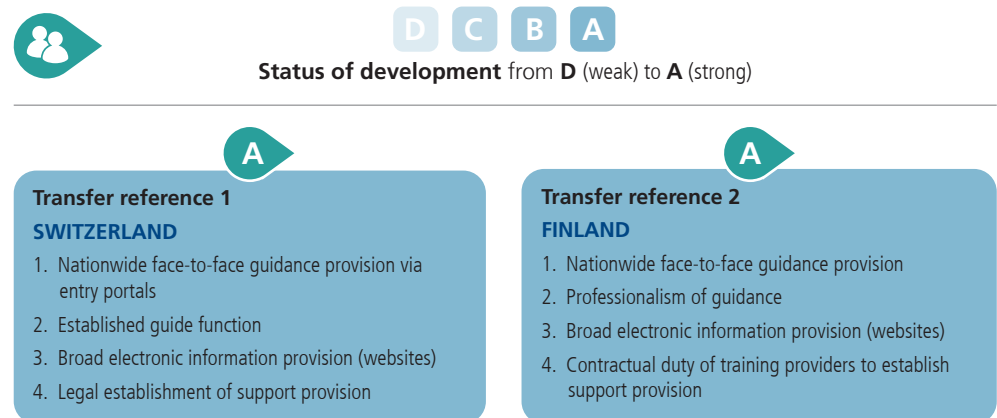 D C B A
Status of development from D (weak) to A (strong)
A
Transfer reference 1
SWITZERLAND
1. Nationwide face-to-face guidance provision via
entry portals
2. Established guide function
3. Broad electronic information provision (websites)
4. Legal establishment of support provision
A
Transfer reference 2
FINLAND
1. Nationwide face-to-face guidance provision
2. Professionalism of guidance
3. Broad electronic information provision (websites)
4. Contractual duty of training providers to establish
support provision